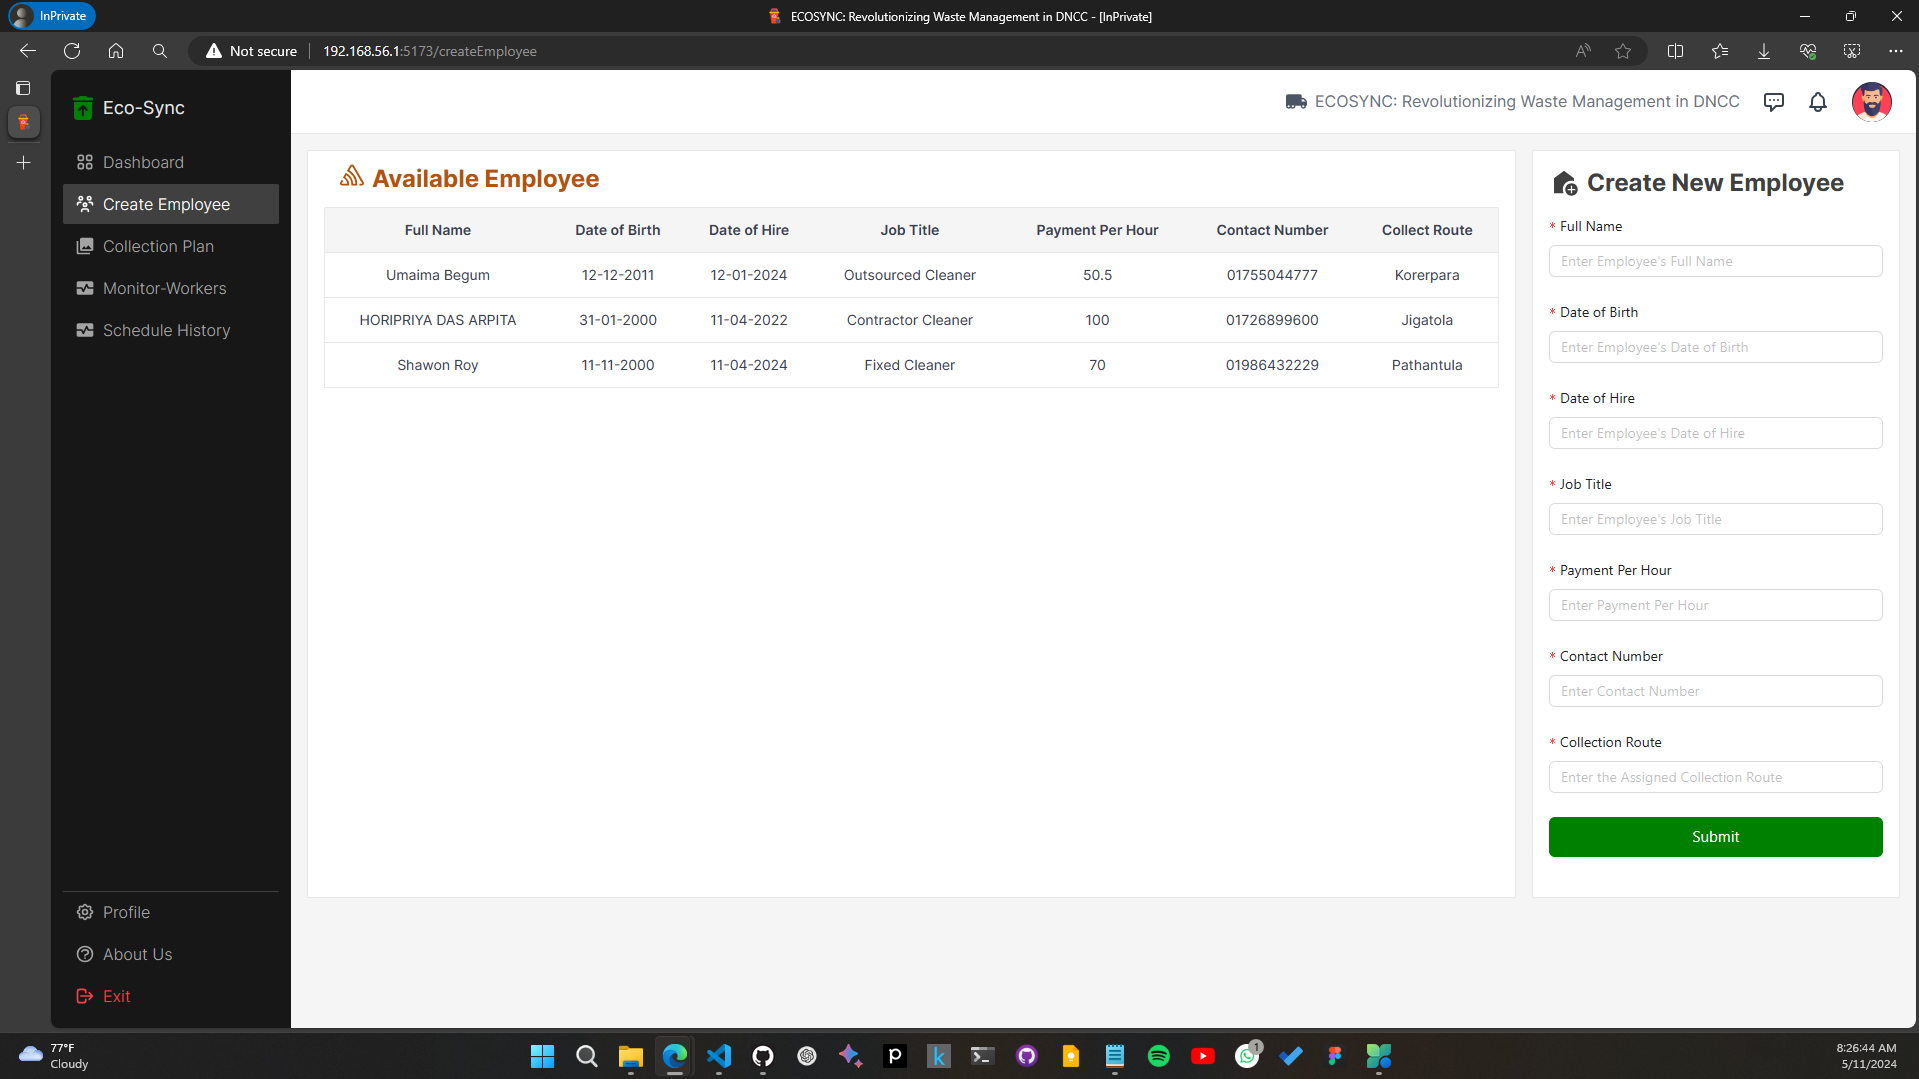 InPrivate
ECOSYNC: Revolutionizing Waste Management in DNCC - [InPrivate]
Not secure
192.168.56.1:5173/createEmployee
Eco-Sync
ECOSYNC: Revolutionizing Waste Management in DNCC
Dashboard
Create Employee
Collection Plan
Monitor-Workers
Schedule History
Available Employee
Full Name Date of Birth Date of Hire Job Title Payment Per Hour Contact Number Collect Route
Umaima Begum 12-12-2011 12-01-2024 Outsourced Cleaner 50.5 01755044777 Korerpara
HORIPRIYA DAS ARPITA 31-01-2000 11-04-2022 Contractor Cleaner 100 01726899600 Jigatola
Shawon Roy 11-11-2000 11-04-2024 Fixed Cleaner 70 01986432229 Pathantula
Create New Employee
* Full Name
Enter Employee's Full Name
* Date of Birth
Enter Employee's Date of Birth
* Date of Hire
Enter Employee's Date of Hire
* Job Title
Enter Employee's Job Title
* Payment Per Hour
Enter Payment Per Hour
* Contact Number
Enter Contact Number
* Collection Route
Enter the Assigned Collection Route
Submit
Profile
About Us
Exit
77°F
Cloudy
1
8:26:44 AM
5/11/2024